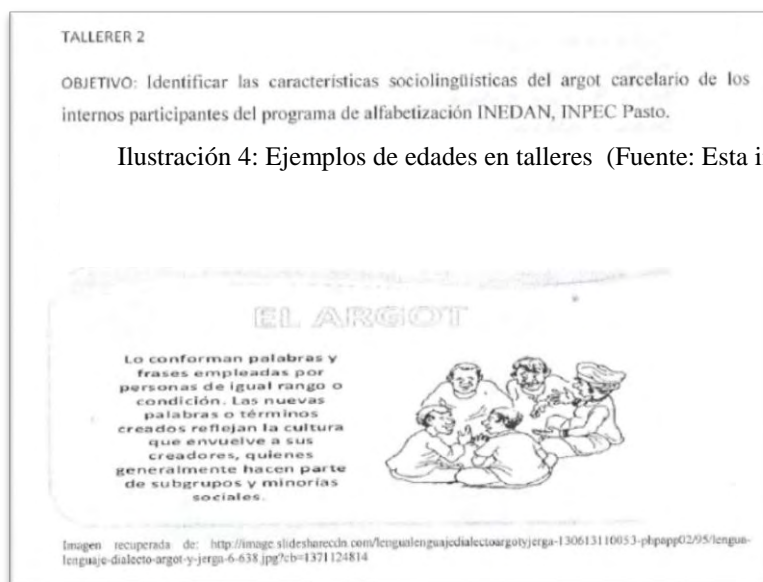 TALLERER 2
OBJETIVO: Identificar las características sociolingüísticas del argot carcelario de los
internos participantes del programa de alfabetización INEDAN, INPEC Pasto.
Ilustración 4: Ejemplos de edades en talleres (Fuente: Esta i
EL ARGOT
Lo conforman palabras y
frases empleadas por
personas de igual rango o
condición. Las nuevas
palabras o términos
creados reflejan la cultura
que envuelve a sus
creadores, quienes
generalmente hacen parte
de subgrupos y minorías
sociales.
Imagen recuperada de: http://image.slidesharecdn.com/lengualenguajedialectoargotyjerga-130613110053-phpapp02/95/lengua-
lenguaje-dialecto-argot-y-jerga-6-638.jpg?cb=1371124814